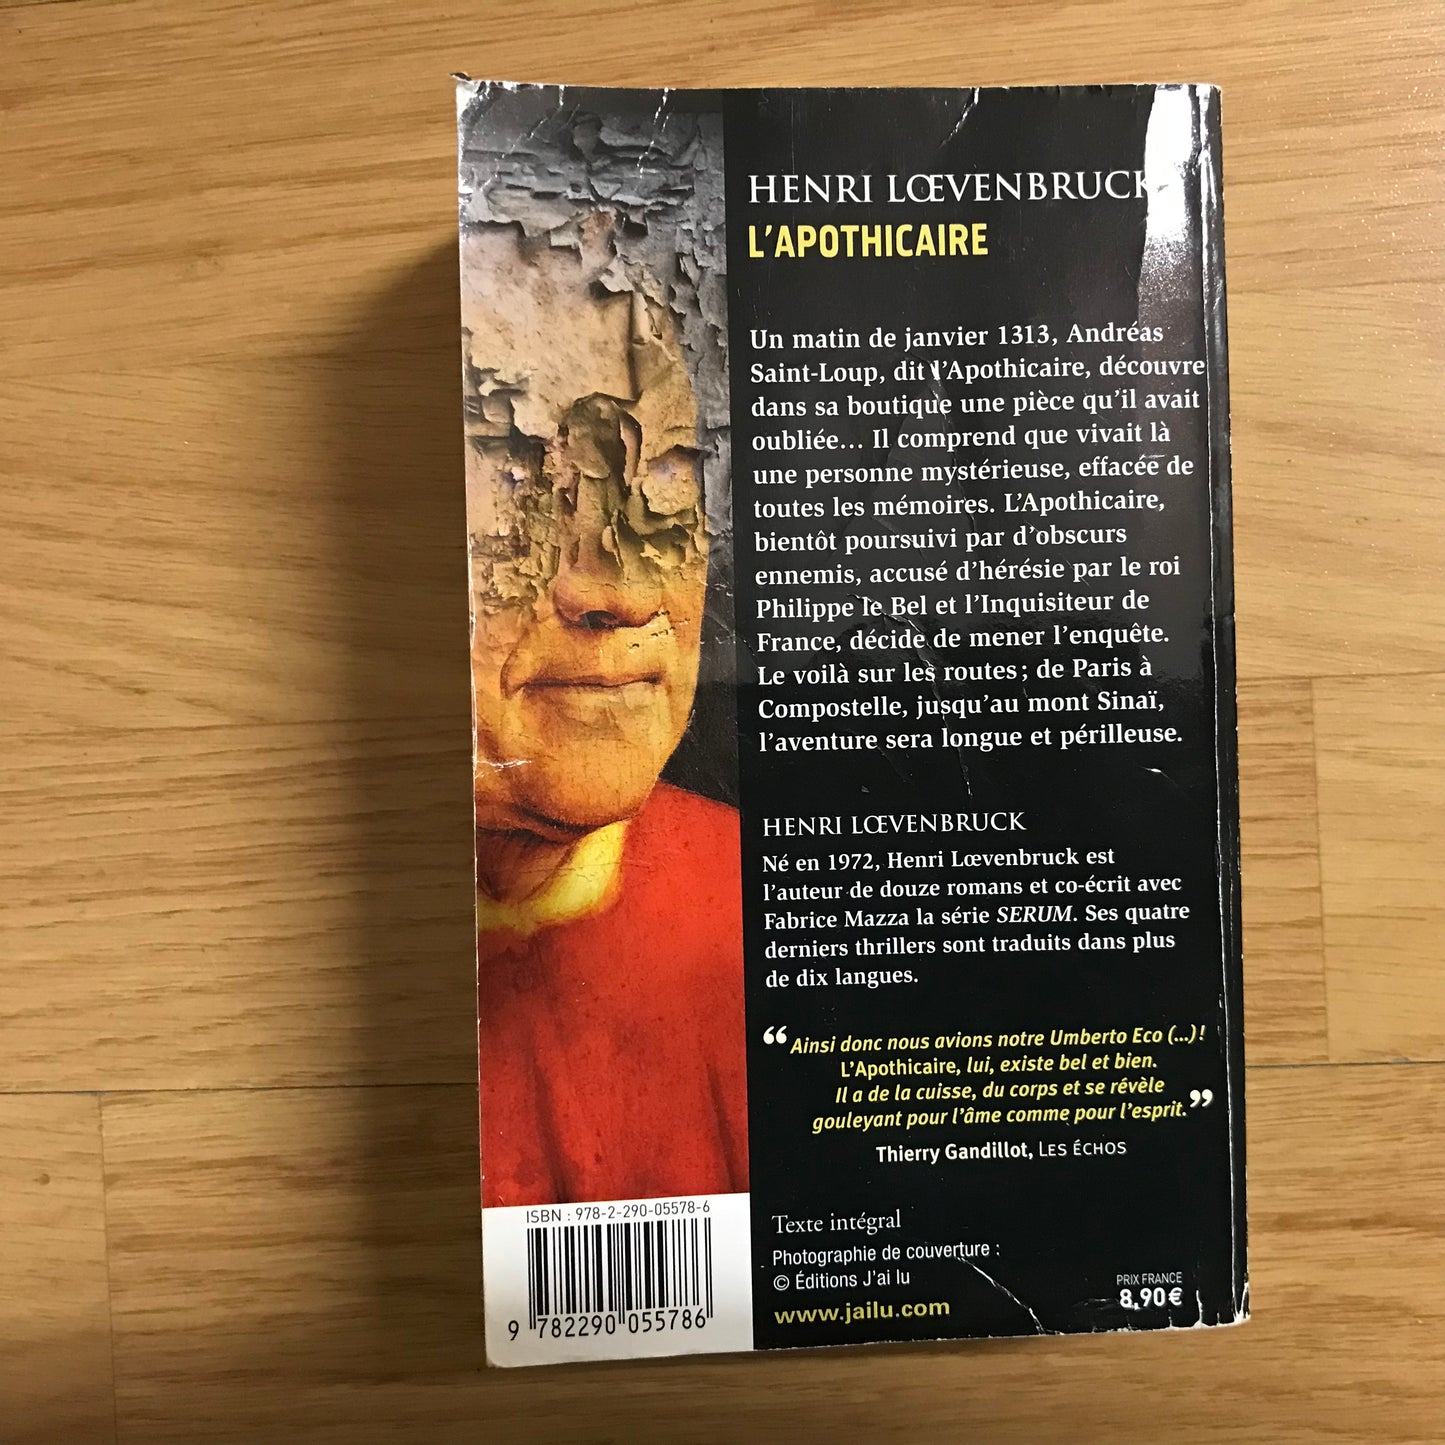 HENRI LŒVENBRUCK
L'APOTHICAIRE
Un matin de janvier 1313, Andréas
Saint-Loup, dit l'Apothicaire, découvre
dans sa boutique une pièce qu'il avait
oubliée... Il comprend que vivait là
une personne mystérieuse, effacée de
toutes les mémoires. L'Apothicaire,
bientôt poursuivi par d'obscurs
ennemis, accusé d'hérésie par le roi
Philippe le Bel et l'Inquisiteur de
France, décide de mener l'enquête.
Le voilà sur les routes ; de Paris à
Compostelle, jusqu'au mont Sinaï,
l'aventure sera longue et périlleuse.
HENRI LŒVENBRUCK
Né en 1972, Henri Lœvenbruck est
l'auteur de douze romans et co-écrit avec
Fabrice Mazza la série SERUM. Ses quatre
derniers thrillers sont traduits dans plus
de dix langues.
“ Ainsi donc nous avions notre Umberto Eco (...) !
L'Apothicaire, lui, existe bel et bien.
Il a de la cuisse, du corps et se révèle
gouleyant pour l'âme comme pour l'esprit. ”
Thierry Gandillot, LES ÉCHOS
ISBN : 978-2-290-05578-6
9 782290 055786
Texte intégral
Photographie de couverture :
© Éditions J'ai lu
www.jailu.com
PRIX FRANCE
8,90 €